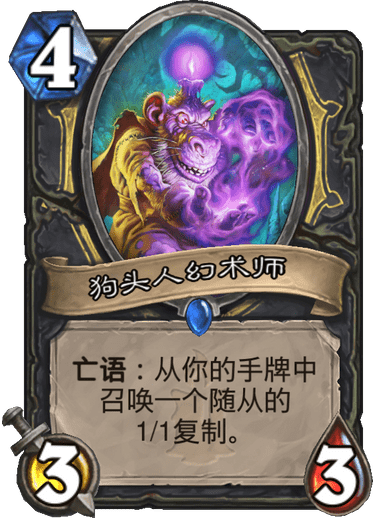 4
狗头人幻术师
亡语：从你的手牌中
召唤一个随从的
1/1复制。
3
3